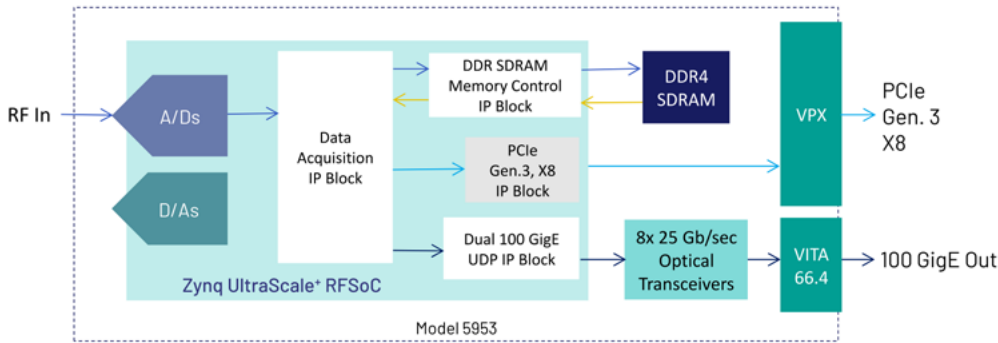 RF In
A/Ds
D/As
Data
Acquisition
IP Block
DDR SDRAM
Memory Control
IP Block
DDR4
SDRAM
PCIe
Gen.3, X8
IP Block
Dual 100 GigE
UDP IP Block
8x 25 Gb/sec
Optical
Transceivers
VPX
PCIe
Gen. 3
X8
VITA
66.4
100 GigE Out
Zynq UltraScale⁺ RFSoC
Model 5953